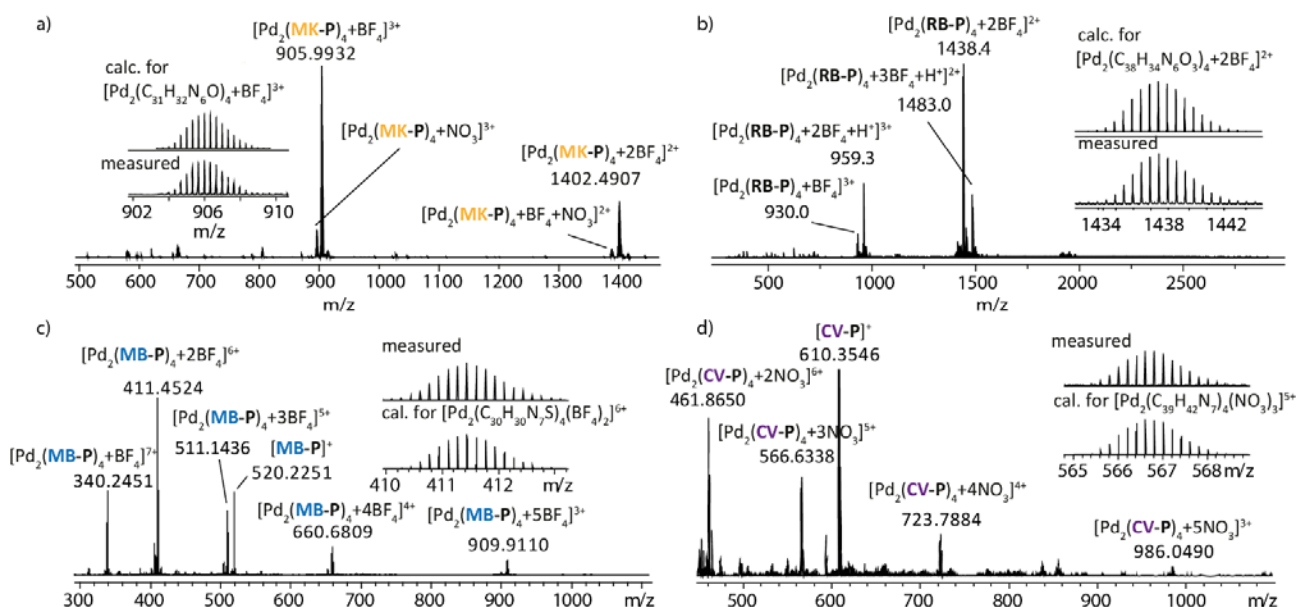 a)
[Pd₂(MK-P)₄+BF₄]³⁺
905.9932
calc. for
[Pd₂(C₃₁H₃₂N₆O)₄+BF₄]³⁺
measured
902 906 910
m/z
[Pd₂(MK-P)₄+NO₃]³⁺
[Pd₂(MK-P)₄+2BF₄]²⁺
1402.4907
[Pd₂(MK-P)₄+BF₄+NO₃]²⁺
500 600 700 800 900 1000 1100 1200 1300 1400
m/z
b)
[Pd₂(RB-P)₄+2BF₄]²⁺
1438.4
[Pd₂(RB-P)₄+3BF₄+H⁺]²⁺
1483.0
[Pd₂(RB-P)₄+2BF₄+H⁺]³⁺
959.3
[Pd₂(RB-P)₄+BF₄]³⁺
930.0
calc. for
[Pd₂(C₃₈H₃₄N₆O₃)₄+2BF₄]²⁺
measured
1434 1438 1442
m/z
500 1000 1500 2000 2500
m/z
c)
[Pd₂(MB-P)₄+2BF₄]⁶⁺
411.4524
[Pd₂(MB-P)₄+3BF₄]⁵⁺
511.1436
[MB-P]⁺
520.2251
[Pd₂(MB-P)₄+BF₄]⁷⁺
340.2451
[Pd₂(MB-P)₄+4BF₄]⁴⁺
660.6809
[Pd₂(MB-P)₄+5BF₄]³⁺
909.9110
measured
cal. for [Pd₂(C₃₀H₃₀N₇S)₄(BF₄)₂]⁶⁺
410 411 412 m/z
300 400 500 600 700 800 900 1000 m/z
d)
[CV-P]⁺
610.3546
[Pd₂(CV-P)₄+2NO₃]⁶⁺
461.8650
[Pd₂(CV-P)₄+3NO₃]⁵⁺
566.6338
[Pd₂(CV-P)₄+4NO₃]⁴⁺
723.7884
[Pd₂(CV-P)₄+5NO₃]³⁺
986.0490
measured
cal. for [Pd₂(C₃₉H₄₂N₇)₄(NO₃)₃]⁵⁺
565 566 567 568 m/z
500 600 700 800 900 1000 m/z